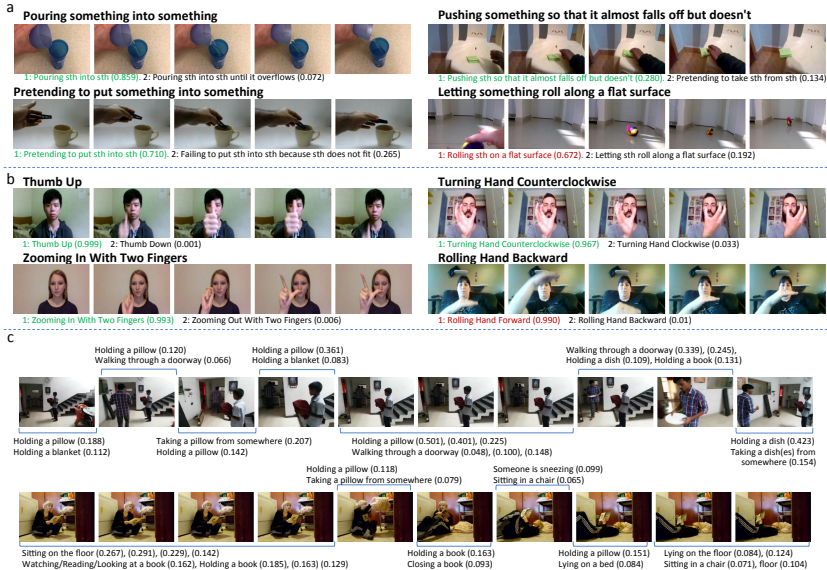 a
Pouring something into something
1: Pouring sth into sth (0.859). 2: Pouring sth into sth until it overflows (0.072)
Pushing something so that it almost falls off but doesn't
1: Pushing sth so that it almost falls off but doesn't (0.280). 2: Pretending to take sth from sth (0.134)
Pretending to put something into something
1: Pretending to put sth into sth (0.710). 2: Failing to put sth into sth because sth does not fit (0.265)
Letting something roll along a flat surface
1: Rolling sth on a flat surface (0.672). 2: Letting sth roll along a flat surface (0.192)
b
Thumb Up
1: Thumb Up (0.999) 2: Thumb Down (0.001)
Turning Hand Counterclockwise
1: Turning Hand Counterclockwise (0.967) 2: Turning Hand Clockwise (0.033)
Zooming In With Two Fingers
1: Zooming In With Two Fingers (0.993) 2: Zooming Out With Two Fingers (0.006)
Rolling Hand Backward
1: Rolling Hand Forward (0.990) 2: Rolling Hand Backward (0.01)
c
Holding a pillow (0.120)
Walking through a doorway (0.066)
Holding a pillow (0.361)
Holding a blanket (0.083)
Walking through a doorway (0.339), (0.245),
Holding a dish (0.109), Holding a book (0.131)
Holding a pillow (0.188)
Holding a blanket (0.112)
Taking a pillow from somewhere (0.207)
Holding a pillow (0.142)
Holding a pillow (0.501), (0.401), (0.225)
Walking through a doorway (0.048), (0.100), (0.148)
Holding a dish (0.423)
Taking a dish(es) from
somewhere (0.154)
Holding a pillow (0.118)
Taking a pillow from somewhere (0.079)
Someone is sneezing (0.099)
Sitting in a chair (0.065)
Sitting on the floor (0.267), (0.291), (0.229), (0.142)
Watching/Reading/Looking at a book (0.162), Holding a book (0.185), (0.163) (0.129)
Holding a book (0.163)
Closing a book (0.093)
Holding a pillow (0.151)
Lying on a bed (0.084)
Lying on the floor (0.084), (0.124)
Sitting in a chair (0.071), floor (0.104)